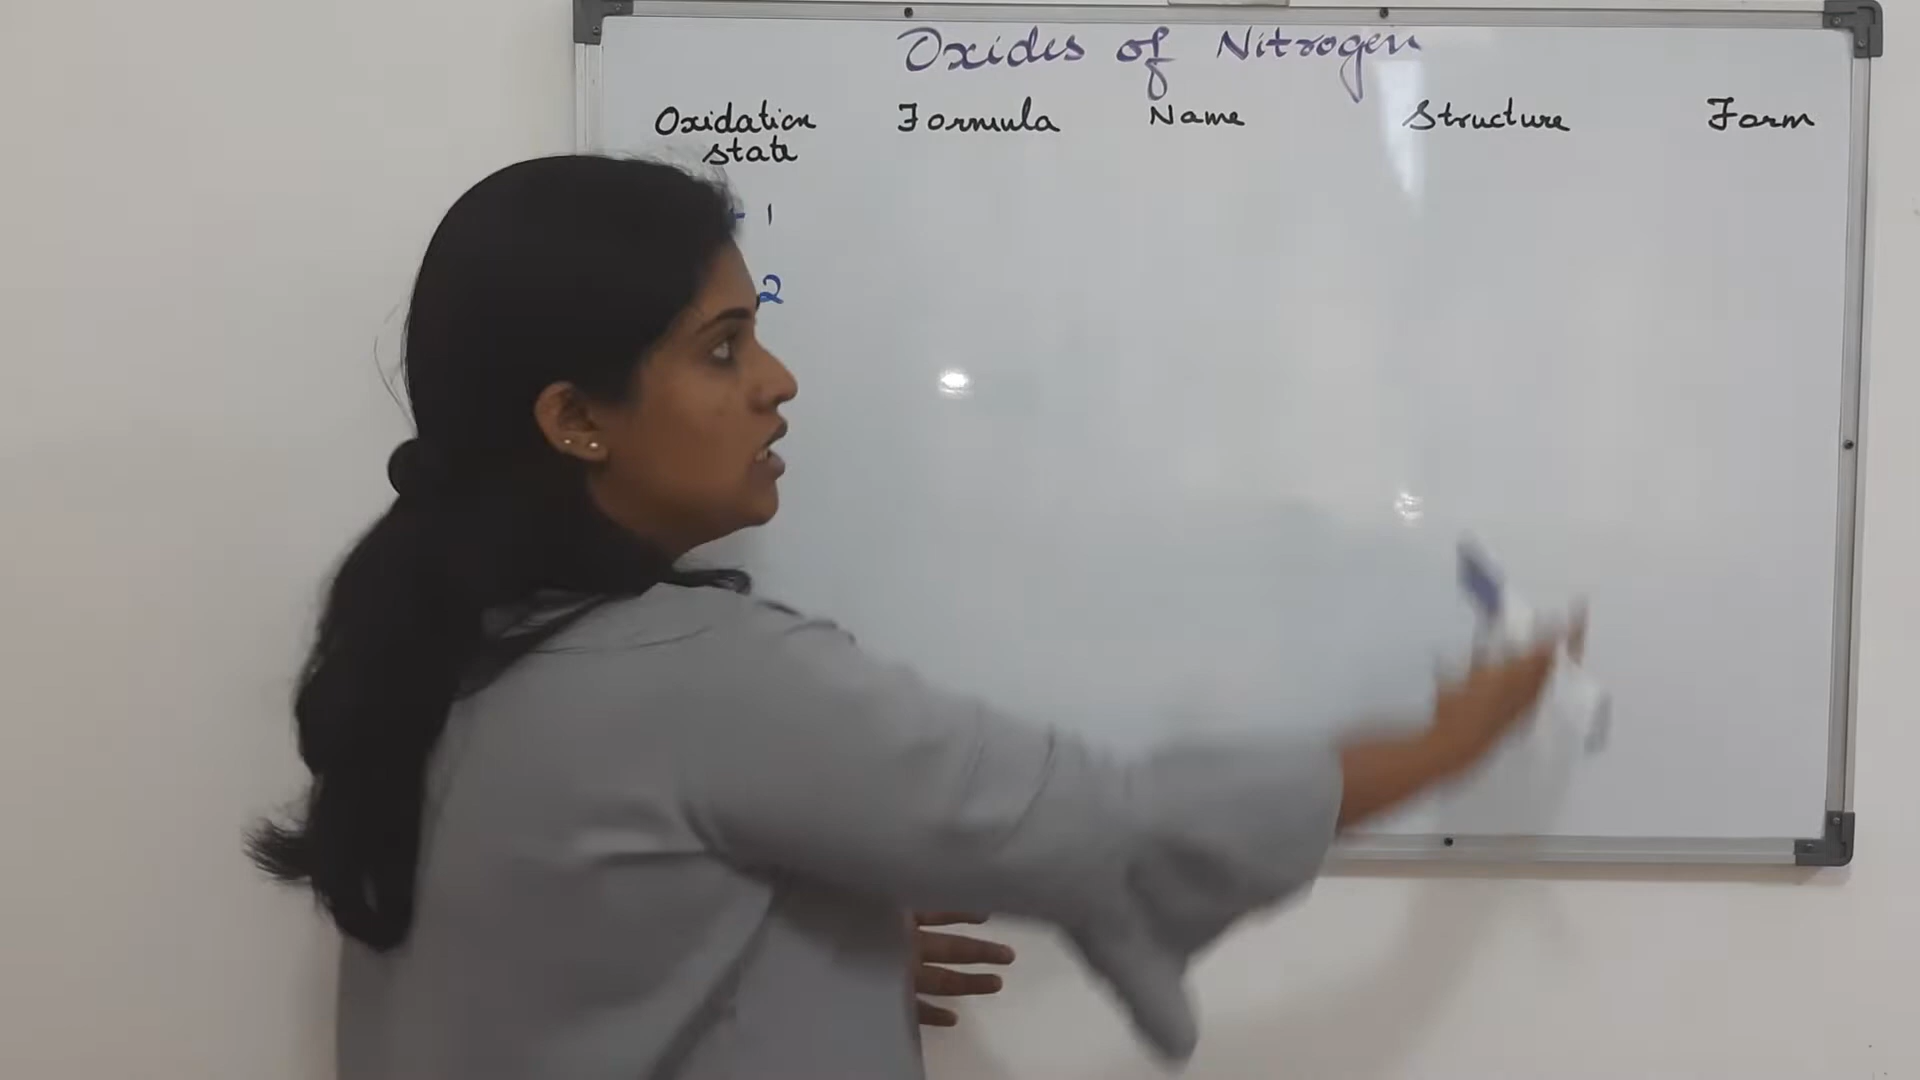 Oxides of Nitrogen
Oxidation state Formula Name Structure Form
+ 1
2